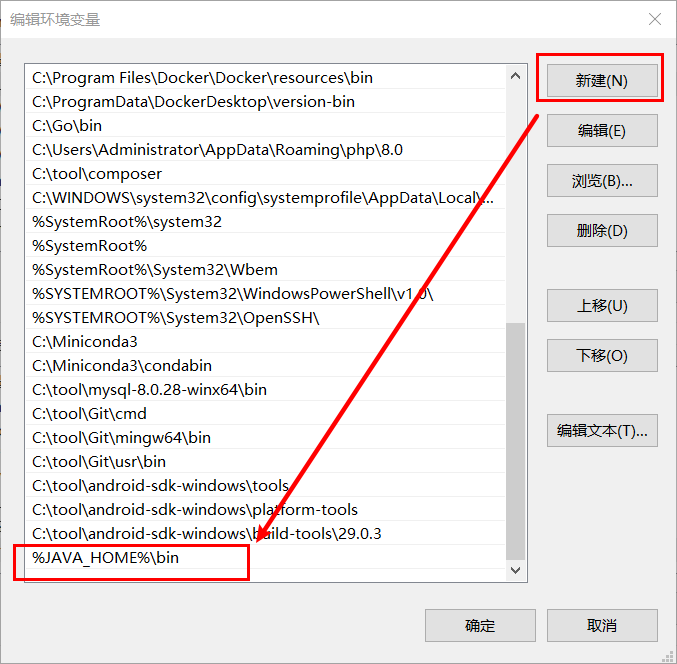 编辑环境变量
C:\Program Files\Docker\Docker\resources\bin
C:\ProgramData\DockerDesktop\version-bin
C:\Go\bin
C:\Users\Administrator\AppData\Roaming\php\8.0
C:\tool\composer
C:\WINDOWS\system32\config\systemprofile\AppData\Local\...
%SystemRoot%\system32
%SystemRoot%
%SystemRoot%\System32\Wbem
%SYSTEMROOT%\System32\WindowsPowerShell\v1.0\
%SYSTEMROOT%\System32\OpenSSH\
C:\Miniconda3
C:\Miniconda3\condabin
C:\tool\mysql-8.0.28-winx64\bin
C:\tool\Git\cmd
C:\tool\Git\mingw64\bin
C:\tool\Git\usr\bin
C:\tool\android-sdk-windows\tools
C:\tool\android-sdk-windows\platform-tools
C:\tool\android-sdk-windows\build-tools\29.0.3
%JAVA_HOME%\bin
新建(N)
编辑(E)
浏览(B)...
删除(D)
上移(U)
下移(O)
编辑文本(T)...
确定
取消